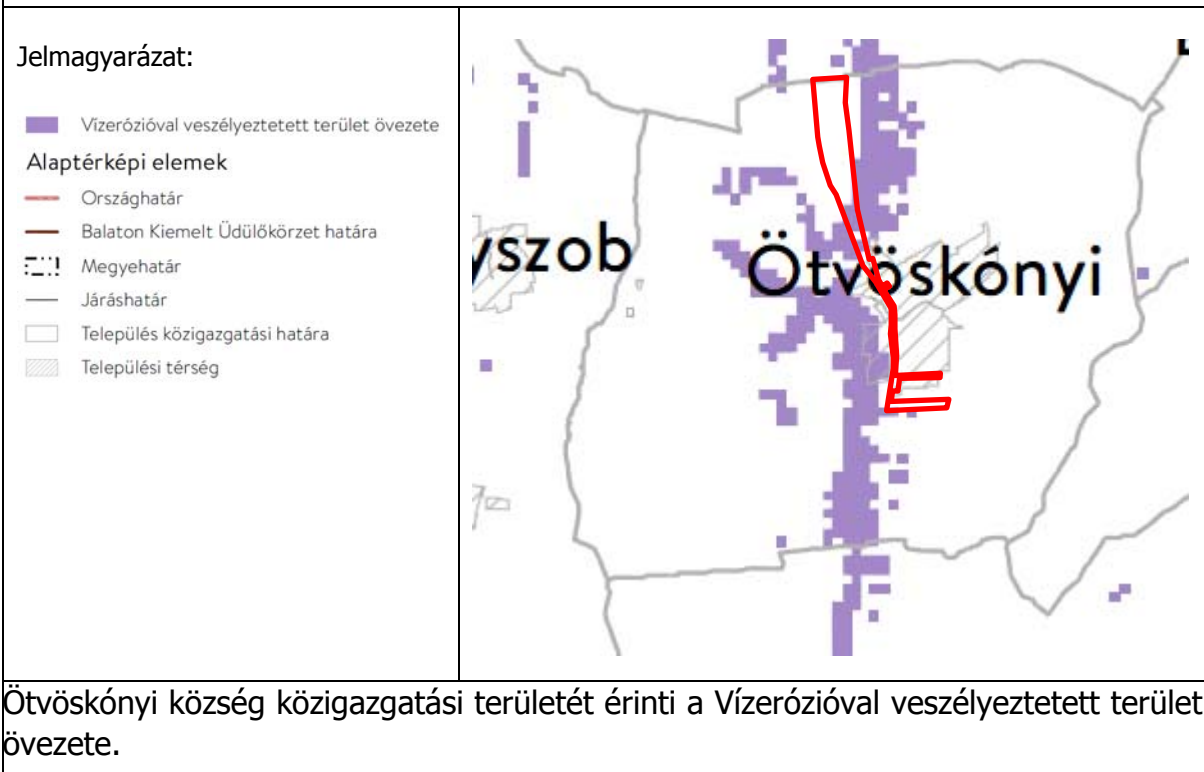 Jelmagyarázat:
Vízerózióval veszélyeztetett terület övezete
Alaptérképi elemek
Országhatár
Balaton Kiemelt Üdülőkörzet határa
Megyehatár
Járáshatár
Település közigazgatási határa
Települési térség
yszob
Ötvöskónyi
Ötvöskónyi község közigazgatási területét érinti a Vízerózióval veszélyeztetett terület
övezete.